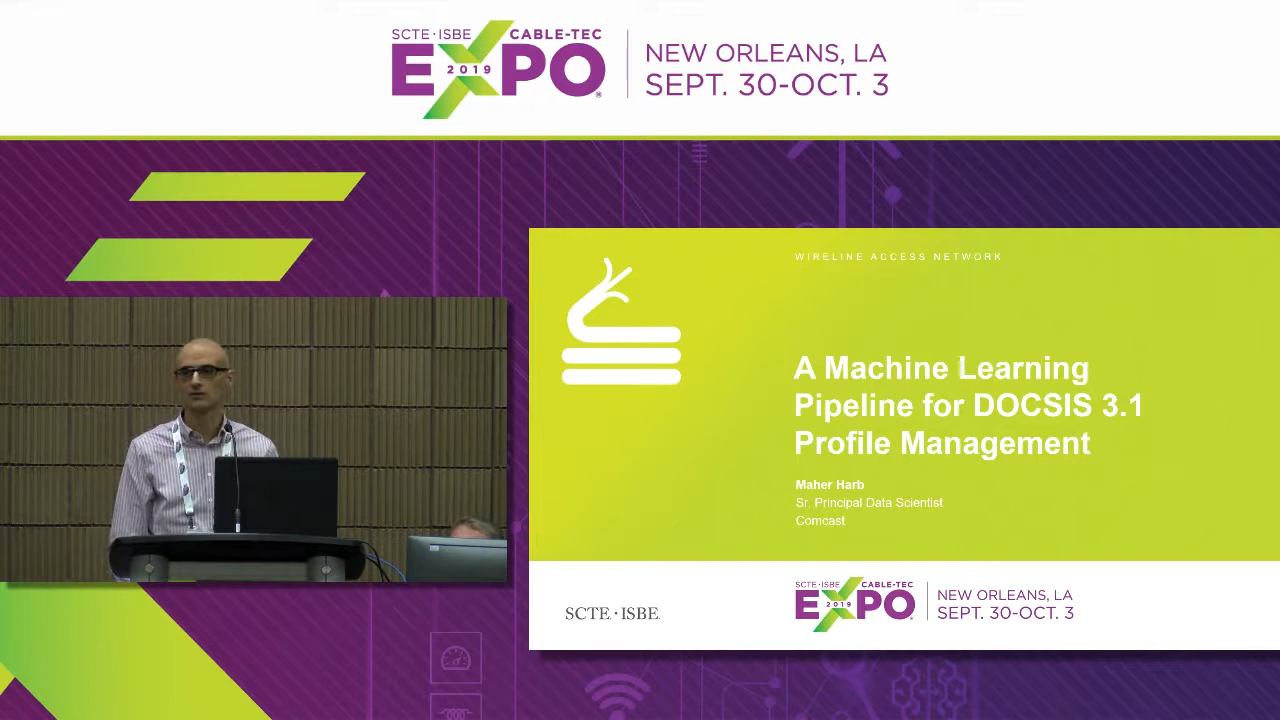 SCTE·ISBE CABLE-TEC
EXPO
2019
NEW ORLEANS, LA
SEPT. 30-OCT. 3
WIRELINE ACCESS NETWORK
A Machine Learning
Pipeline for DOCSIS 3.1
Profile Management
Maher Harb
Sr. Principal Data Scientist
Comcast
SCTE·ISBE
SCTE·ISBE CABLE-TEC
EXPO
2019
NEW ORLEANS, LA
SEPT. 30-OCT. 3